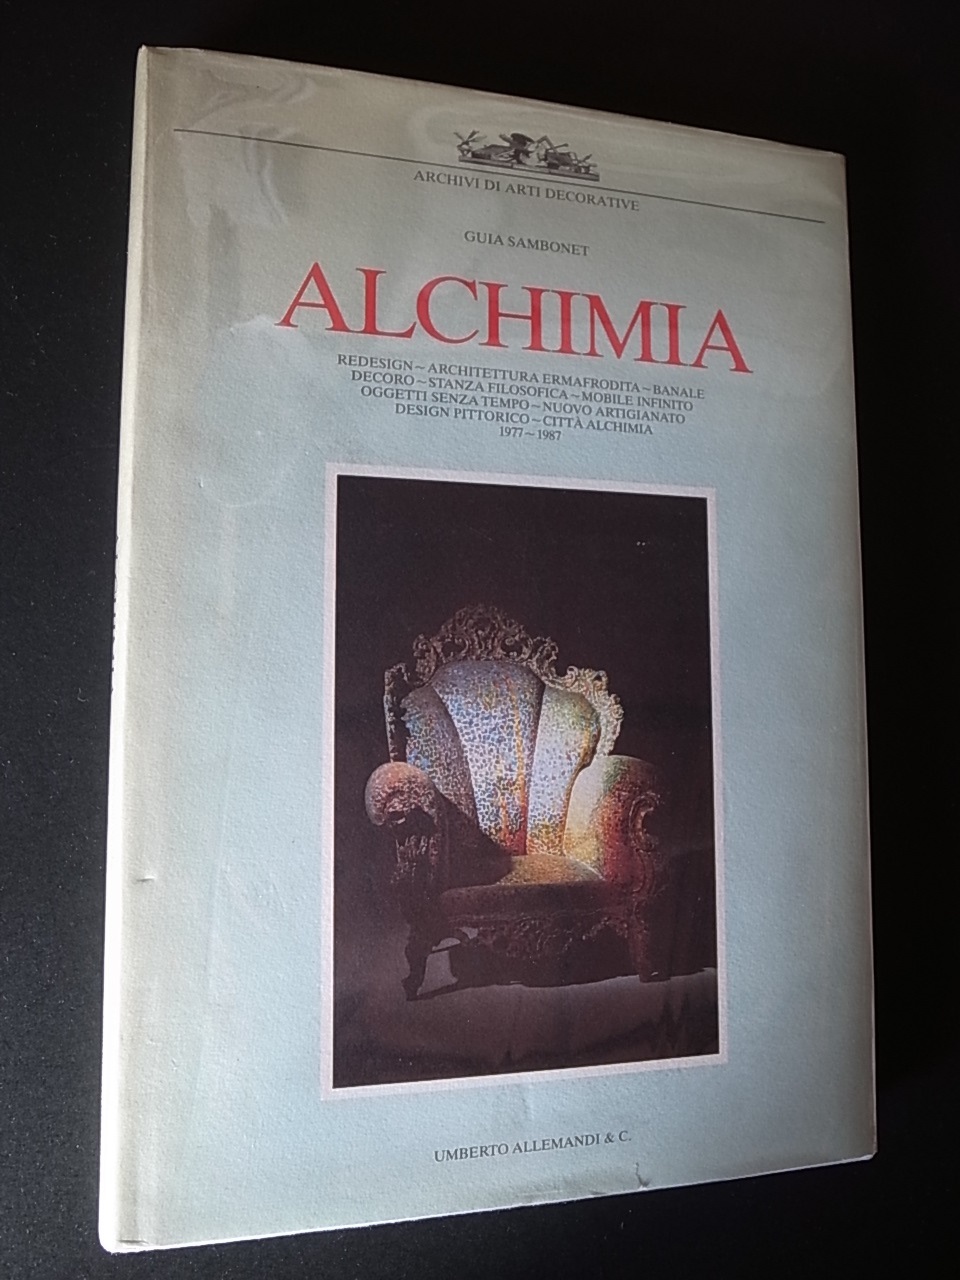 ARCHIVI DI ARTI DECORATIVE
GUIA SAMBONET
ALCHIMIA
REDESIGN~ARCHITETTURA ERMAFRODITA~BANALE
DECORO~STANZA FILOSOFICA~MOBILE INFINITO
OGGETTI SENZA TEMPO~NUOVO ARTIGIANATO
DESIGN PITTORICO~CITTÀ ALCHIMIA
1977~1987
UMBERTO ALLEMANDI & C.